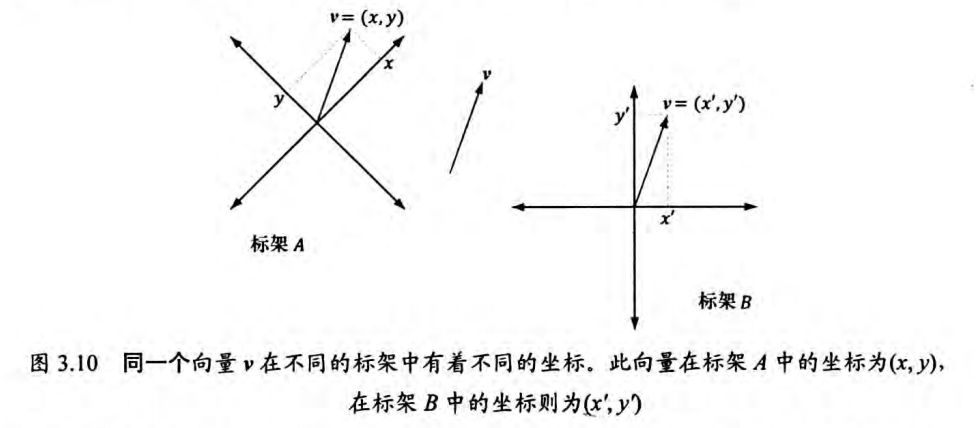 v = (x, y)
x
y
标架 A
v
v = (x′, y′)
y′
x′
标架 B
图 3.10 同一个向量 v 在不同的标架中有着不同的坐标。此向量在标架 A 中的坐标为(x, y),
在标架 B 中的坐标则为(x′, y′)